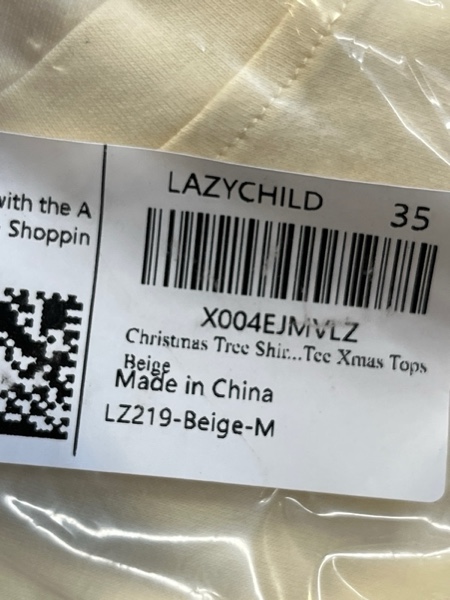 with the A
Shoppin
LAZYCHILD
35
X004EJMVLZ
Christmas Tree Shir...Tee Xmas Tops
Beige
Made in China
LZ219-Beige-M